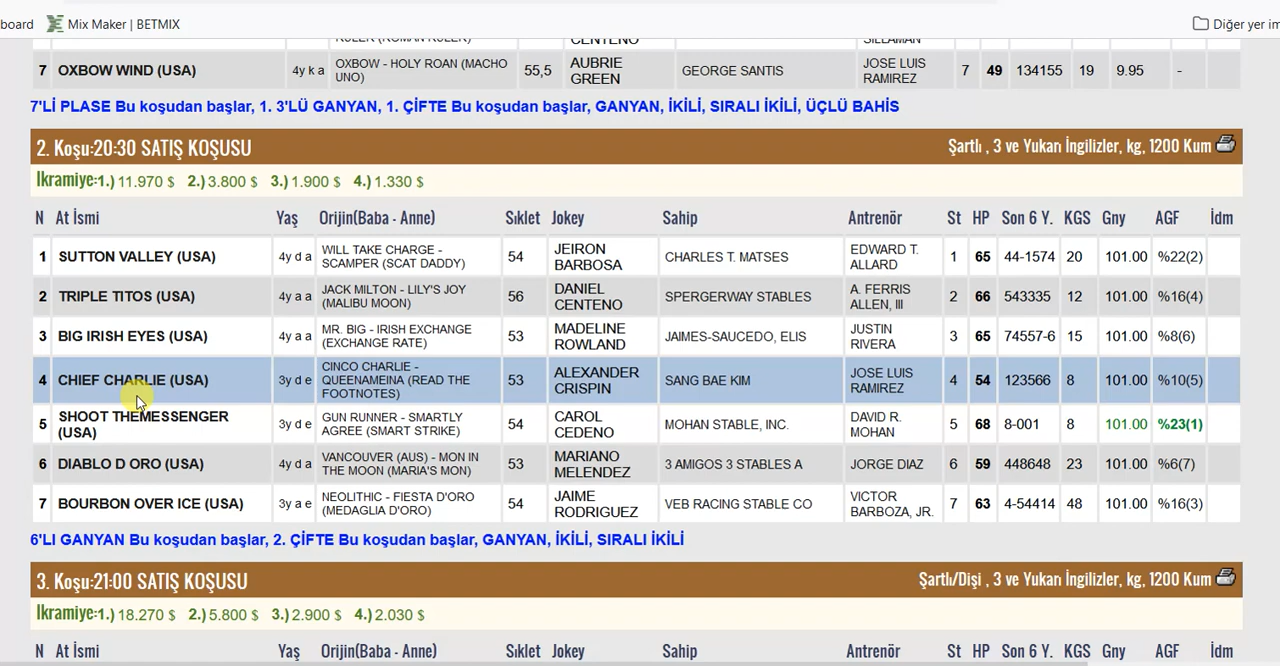 board Mix Maker | BETMIX Diğer yer im
CENTENO
7 OXBOW WIND (USA) 4y k a OXBOW - HOLY ROAN (MACHO UNO) 55,5 AUBRIE GREEN GEORGE SANTIS JOSE LUIS RAMIREZ 7 49 134155 19 9.95 -
7'Lİ PLASE Bu koşudan başlar, 1. 3'LÜ GANYAN, 1. ÇİFTE Bu koşudan başlar, GANYAN, İKİLİ, SIRALI İKİLİ, ÜÇLÜ BAHİS
2. Koşu:20:30 SATIŞ KOŞUSU Şartlı , 3 ve Yukarı İngilizler, kg, 1200 Kum
İkramiye:1.) 11.970 $ 2.) 3.800 $ 3.) 1.900 $ 4.) 1.330 $
N At İsmi Yaş Orijin(Baba - Anne) Sıklet Jokey Sahip Antrenör St HP Son 6 Y. KGS Gny AGF İdm
1 SUTTON VALLEY (USA) 4y d a WILL TAKE CHARGE - SCAMPER (SCAT DADDY) 54 JEIRON BARBOSA CHARLES T. MATSES EDWARD T. ALLARD 1 65 44-1574 20 101.00 %22(2)
2 TRIPLE TITOS (USA) 4y a a JACK MILTON - LILY'S JOY (MALIBU MOON) 56 DANIEL CENTENO SPERGERWAY STABLES A. FERRIS ALLEN, III 2 66 543335 12 101.00 %16(4)
3 BIG IRISH EYES (USA) 4y a a MR. BIG - IRISH EXCHANGE (EXCHANGE RATE) 53 MADELINE ROWLAND JAIMES-SAUCEDO, ELIS JUSTIN RIVERA 3 65 74557-6 15 101.00 %8(6)
4 CHIEF CHARLIE (USA) 3y d e CINCO CHARLIE - QUEENAMEINA (READ THE FOOTNOTES) 53 ALEXANDER CRISPIN SANG BAE KIM JOSE LUIS RAMIREZ 4 54 123566 8 101.00 %10(5)
5 SHOOT THEMESSENGER (USA) 3y d e GUN RUNNER - SMARTLY AGREE (SMART STRIKE) 54 CAROL CEDENO MOHAN STABLE, INC. DAVID R. MOHAN 5 68 8-001 8 101.00 %23(1)
6 DIABLO D ORO (USA) 4y d a VANCOUVER (AUS) - MON IN THE MOON (MARIA'S MON) 53 MARIANO MELENDEZ 3 AMIGOS 3 STABLES A JORGE DIAZ 6 59 448648 23 101.00 %6(7)
7 BOURBON OVER ICE (USA) 3y a e NEOLITHIC - FIESTA D'ORO (MEDAGLIA D'ORO) 54 JAIME RODRIGUEZ VEB RACING STABLE CO VICTOR BARBOZA, JR. 7 63 4-54414 48 101.00 %16(3)
6'LI GANYAN Bu koşudan başlar, 2. ÇİFTE Bu koşudan başlar, GANYAN, İKİLİ, SIRALI İKİLİ
3. Koşu:21:00 SATIŞ KOŞUSU Şartlı/Dişi , 3 ve Yukarı İngilizler, kg, 1200 Kum
İkramiye:1.) 18.270 $ 2.) 5.800 $ 3.) 2.900 $ 4.) 2.030 $
N At İsmi Yaş Orijin(Baba - Anne) Sıklet Jokey Sahip Antrenör St HP Son 6 Y. KGS Gny AGF İdm